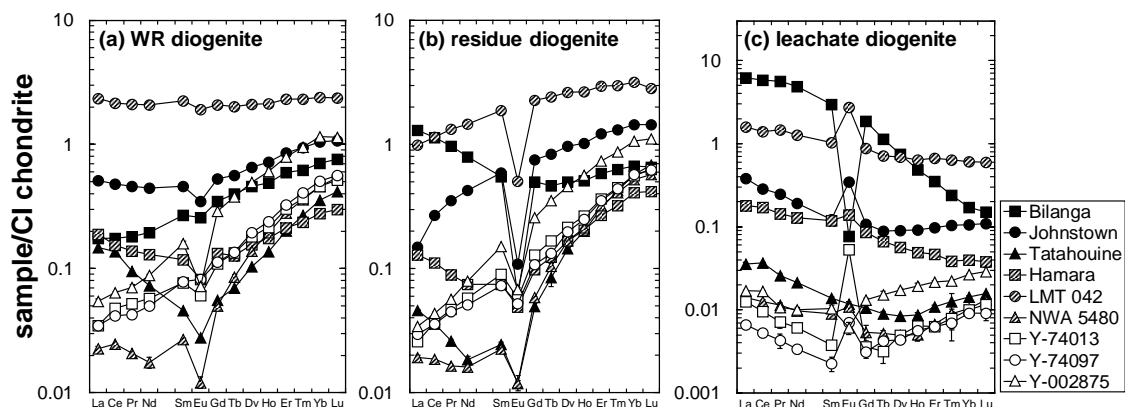 sample/CI chondrite
(a) WR diogenite
10
1
0.1
0.01
La Ce Pr Nd Sm Eu Gd Tb Dy Ho Er Tm Yb Lu
(b) residue diogenite
10
1
0.1
0.01
La Ce Pr Nd Sm Eu Gd Tb Dy Ho Er Tm Yb Lu
(c) leachate diogenite
10
1
0.1
0.01
0.001
La Ce Pr Nd Sm Eu Gd Tb Dy Ho Er Tm Yb Lu
Bilanga
Johnstown
Tatahouine
Hamara
LMT 042
NWA 5480
Y-74013
Y-74097
Y-002875